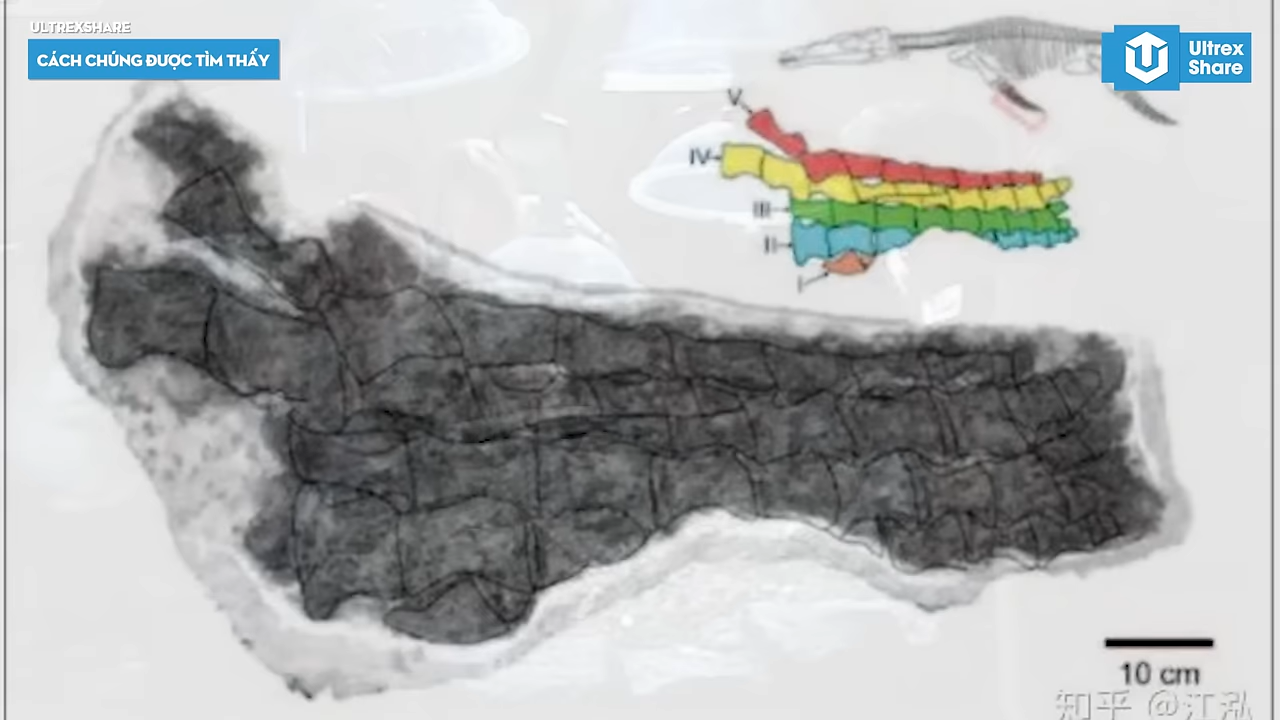 ULTREXSHARE
CÁCH CHÚNG ĐƯỢC TÌM THẤY
Ultrex
Share
V
IV
III
II
I
10 cm
知乎 @江泓